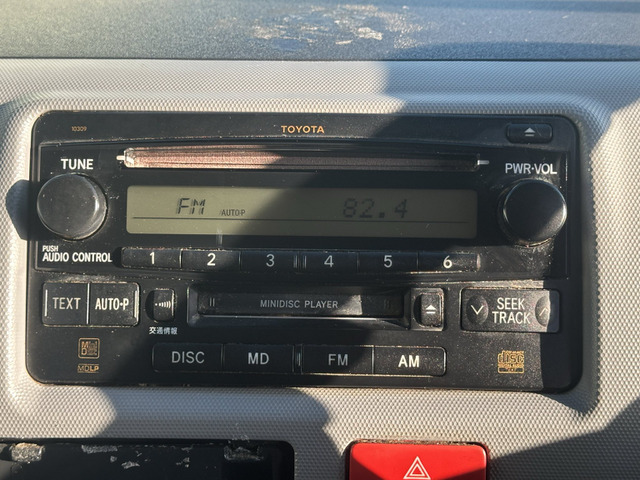 10309
TOYOTA
TUNE
PWR·VOL
FM /AUTO·P 82.4
PUSH
AUDIO CONTROL
1 2 3 4 5 6
TEXT AUTO·P
MINIDISC PLAYER
SEEK
TRACK
交通情報
DISC MD FM AM
MDLP